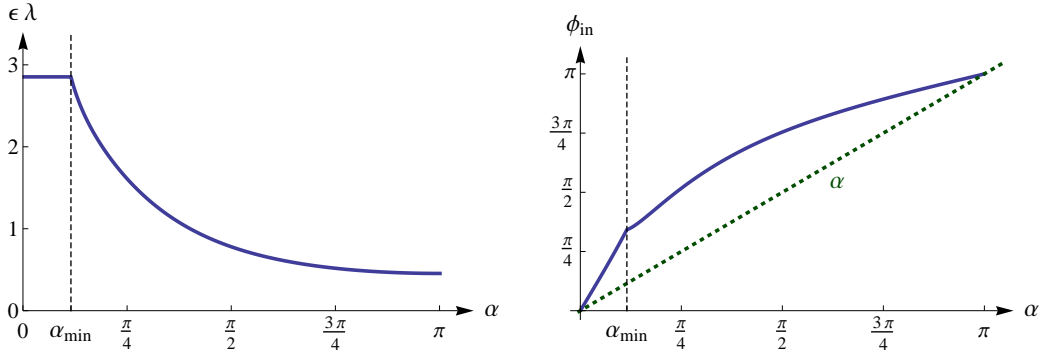 ϵ λ
3
2
1
0
0 α_min π/4 π/2 3π/4 π α
ϕ_in
π
3π/4
π/2
π/4
α
α_min π/4 π/2 3π/4 π α